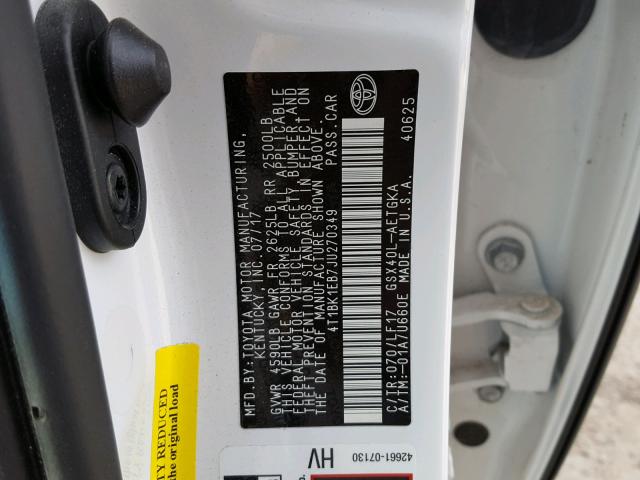 MFD.BY:TOYOTA MOTOR MANUFACTURING,
KENTUCKY, INC. 07/17
GVWR 4590LB GAWR FR 2625LB RR 2500LB
THIS VEHICLE CONFORMS TO ALL APPLICABLE
FEDERAL MOTOR VEHICLE SAFETY BUMPER, AND
THEFT PREVENTION STANDARDS IN EFFECT ON
THE DATE OF MANUFACTURE SHOWN ABOVE.
4T1BK1EB7JU270349 PASS.CAR
C/TR:070/LF17 GSX40L-AETGKA
A/TM:-01A/U660E MADE IN U.S.A. 40625
TY REDUCED
the original load
42661-07130
HV